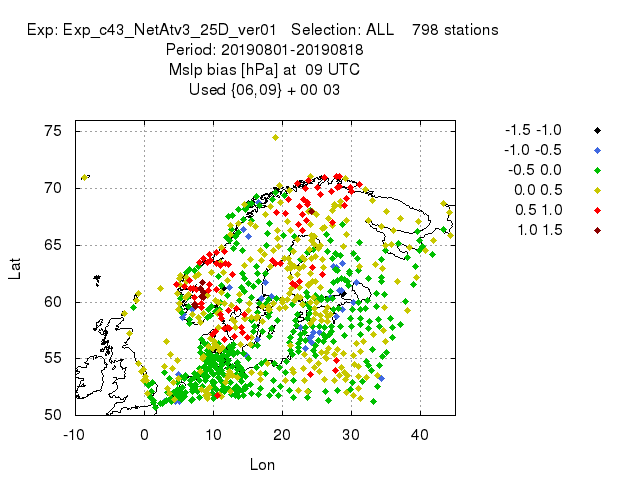 Exp: Exp_c43_NetAtv3_25D_ver01 Selection: ALL 798 stations
Period: 20190801-20190818
Mslp bias [hPa] at 09 UTC
Used {06,09} + 00 03
-1.5 -1.0
-1.0 -0.5
-0.5 0.0
0.0 0.5
0.5 1.0
1.0 1.5
75
70
65
60
55
50
Lat
-10 0 10 20 30 40
Lon